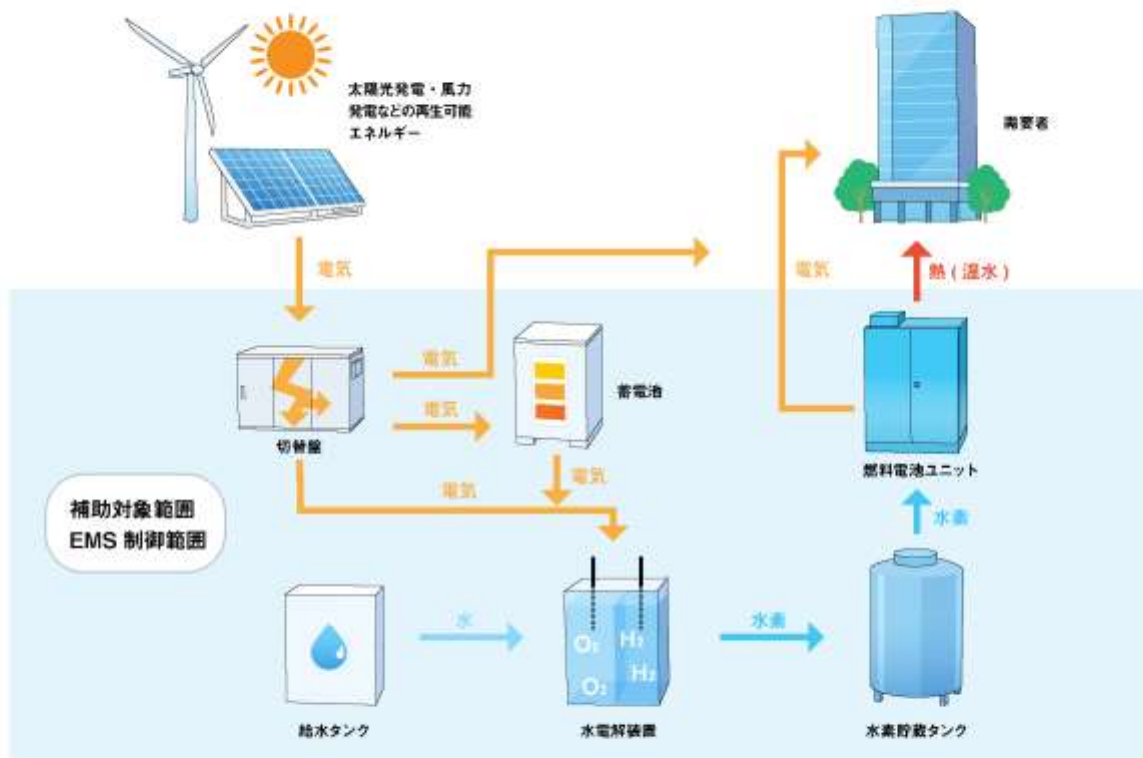 太陽光発電・風力
発電などの再生可能
エネルギー
需要者
電気
電気
熱(温水)
電気
電気
蓄電池
切替盤
燃料電池ユニット
電気
電気
補助対象範囲
EMS 制御範囲
水素
水
水素
O₂
H₂
O₂
H₂
給水タンク
水電解装置
水素貯蔵タンク